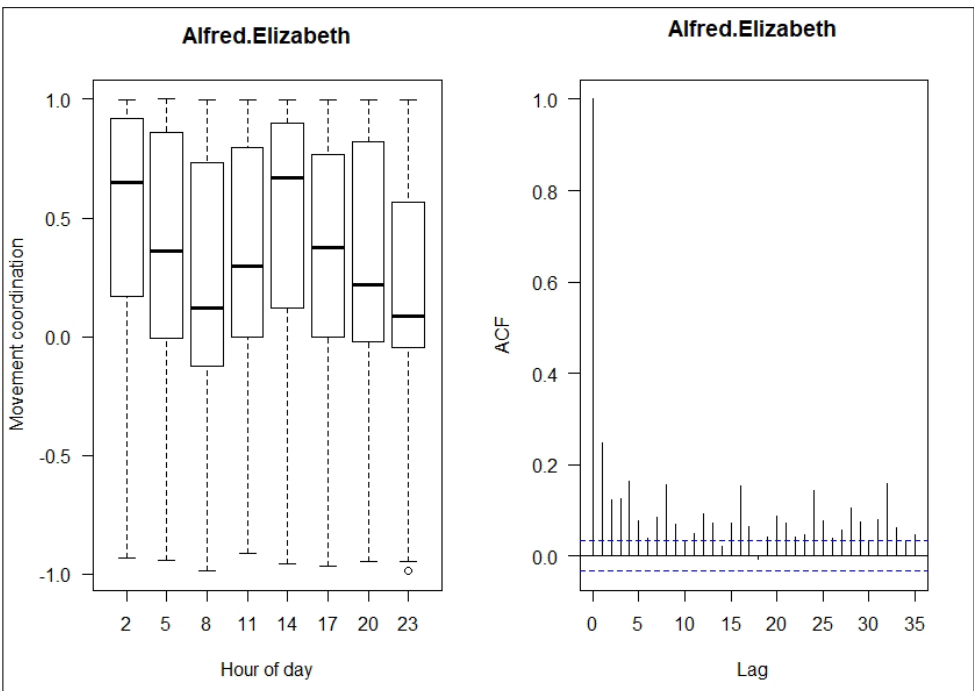 Alfred.Elizabeth
Movement coordination
1.0
0.5
0.0
-0.5
-1.0
2 5 8 11 14 17 20 23
Hour of day
Alfred.Elizabeth
ACF
1.0
0.8
0.6
0.4
0.2
0.0
0 5 10 15 20 25 30 35
Lag